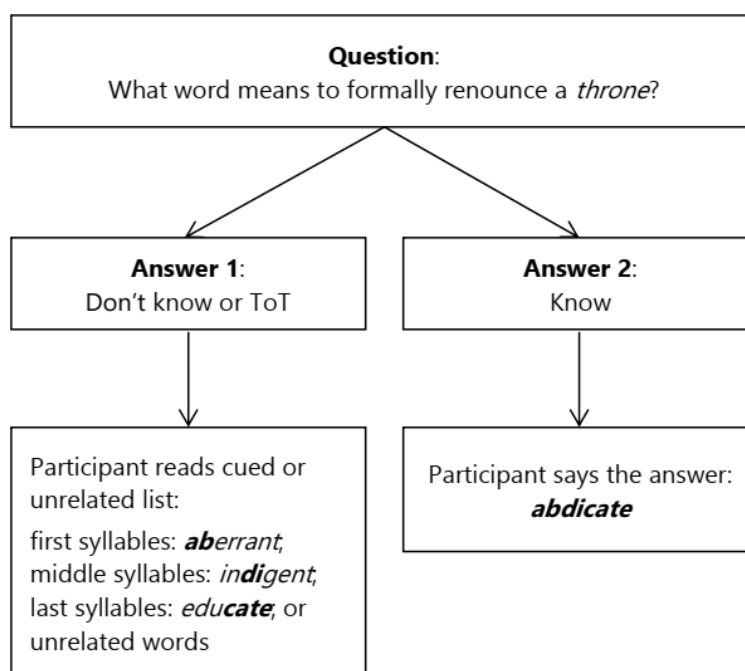 Question:
What word means to formally renounce a throne?
Answer 1:
Don't know or ToT
Answer 2:
Know
Participant reads cued or
unrelated list:
first syllables: aberrant;
middle syllables: indigent;
last syllables: educate; or
unrelated words
Participant says the answer:
abdicate